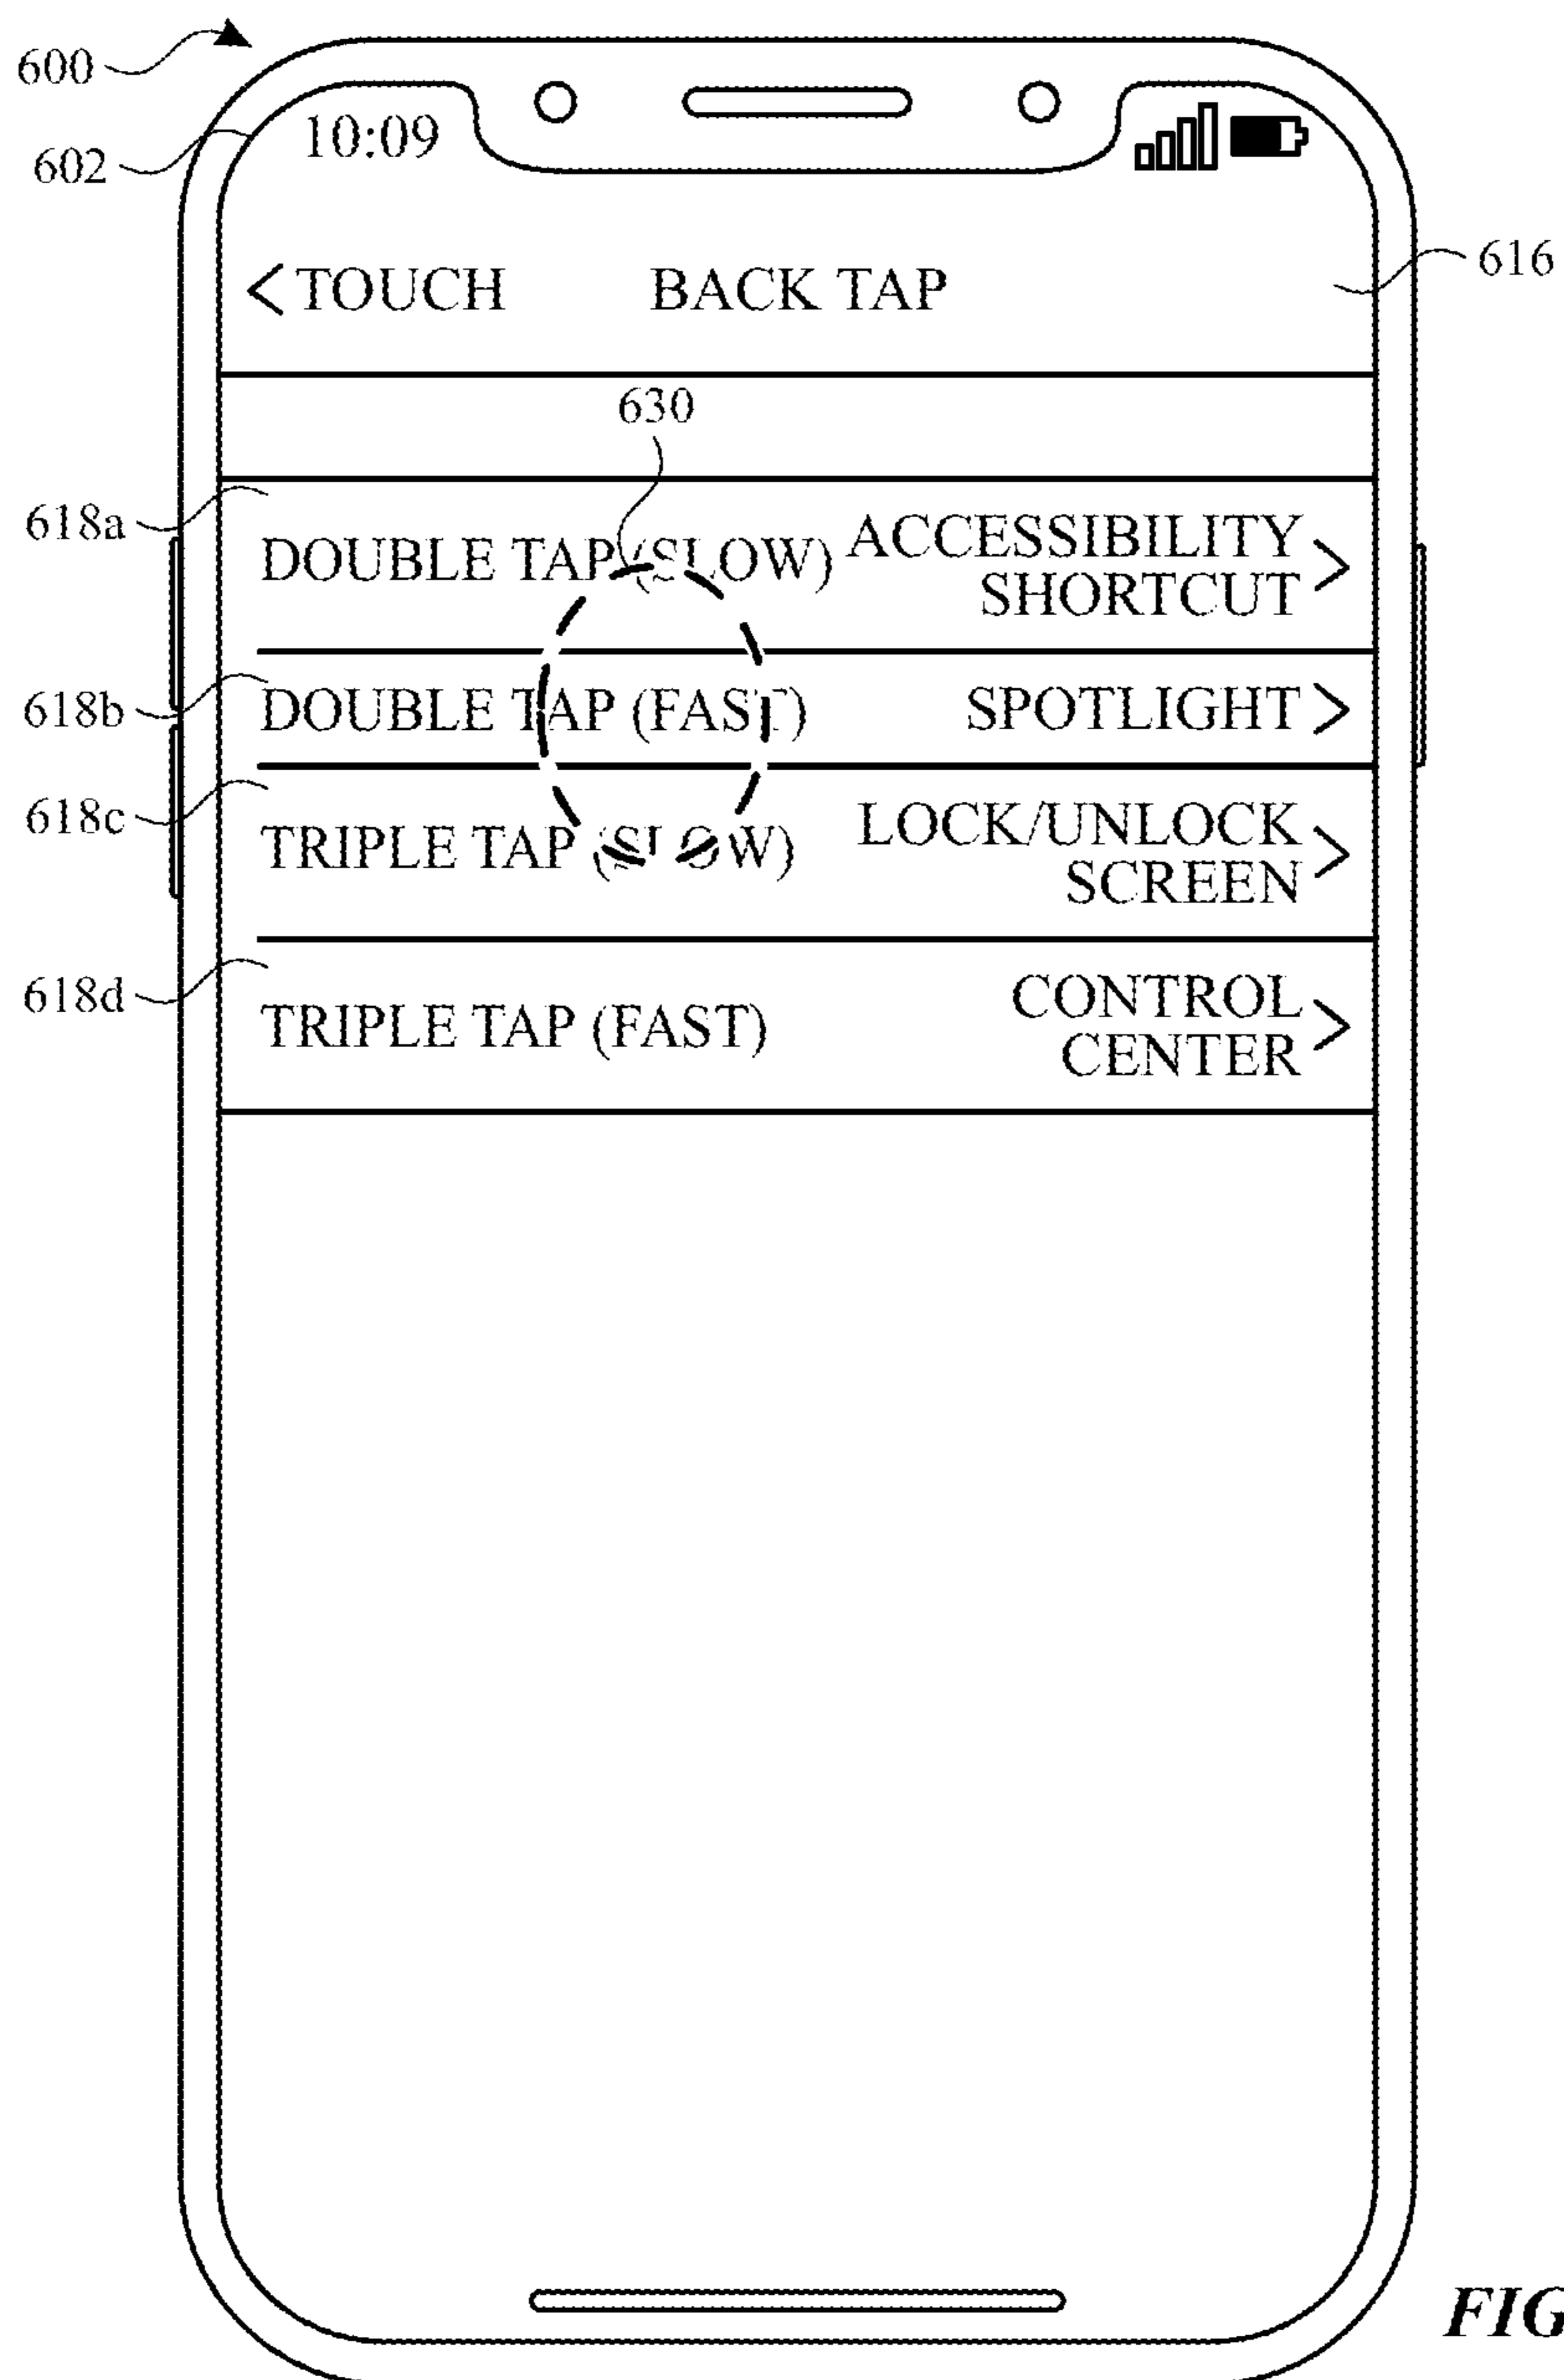 600
602
10:09
616
< TOUCH BACK TAP
630
618a
DOUBLE TAP (SLOW) ACCESSIBILITY
SHORTCUT >
618b
DOUBLE TAP (FAST) SPOTLIGHT >
618c
TRIPLE TAP (SLOW) LOCK/UNLOCK
SCREEN >
618d
TRIPLE TAP (FAST) CONTROL
CENTER >
FIG